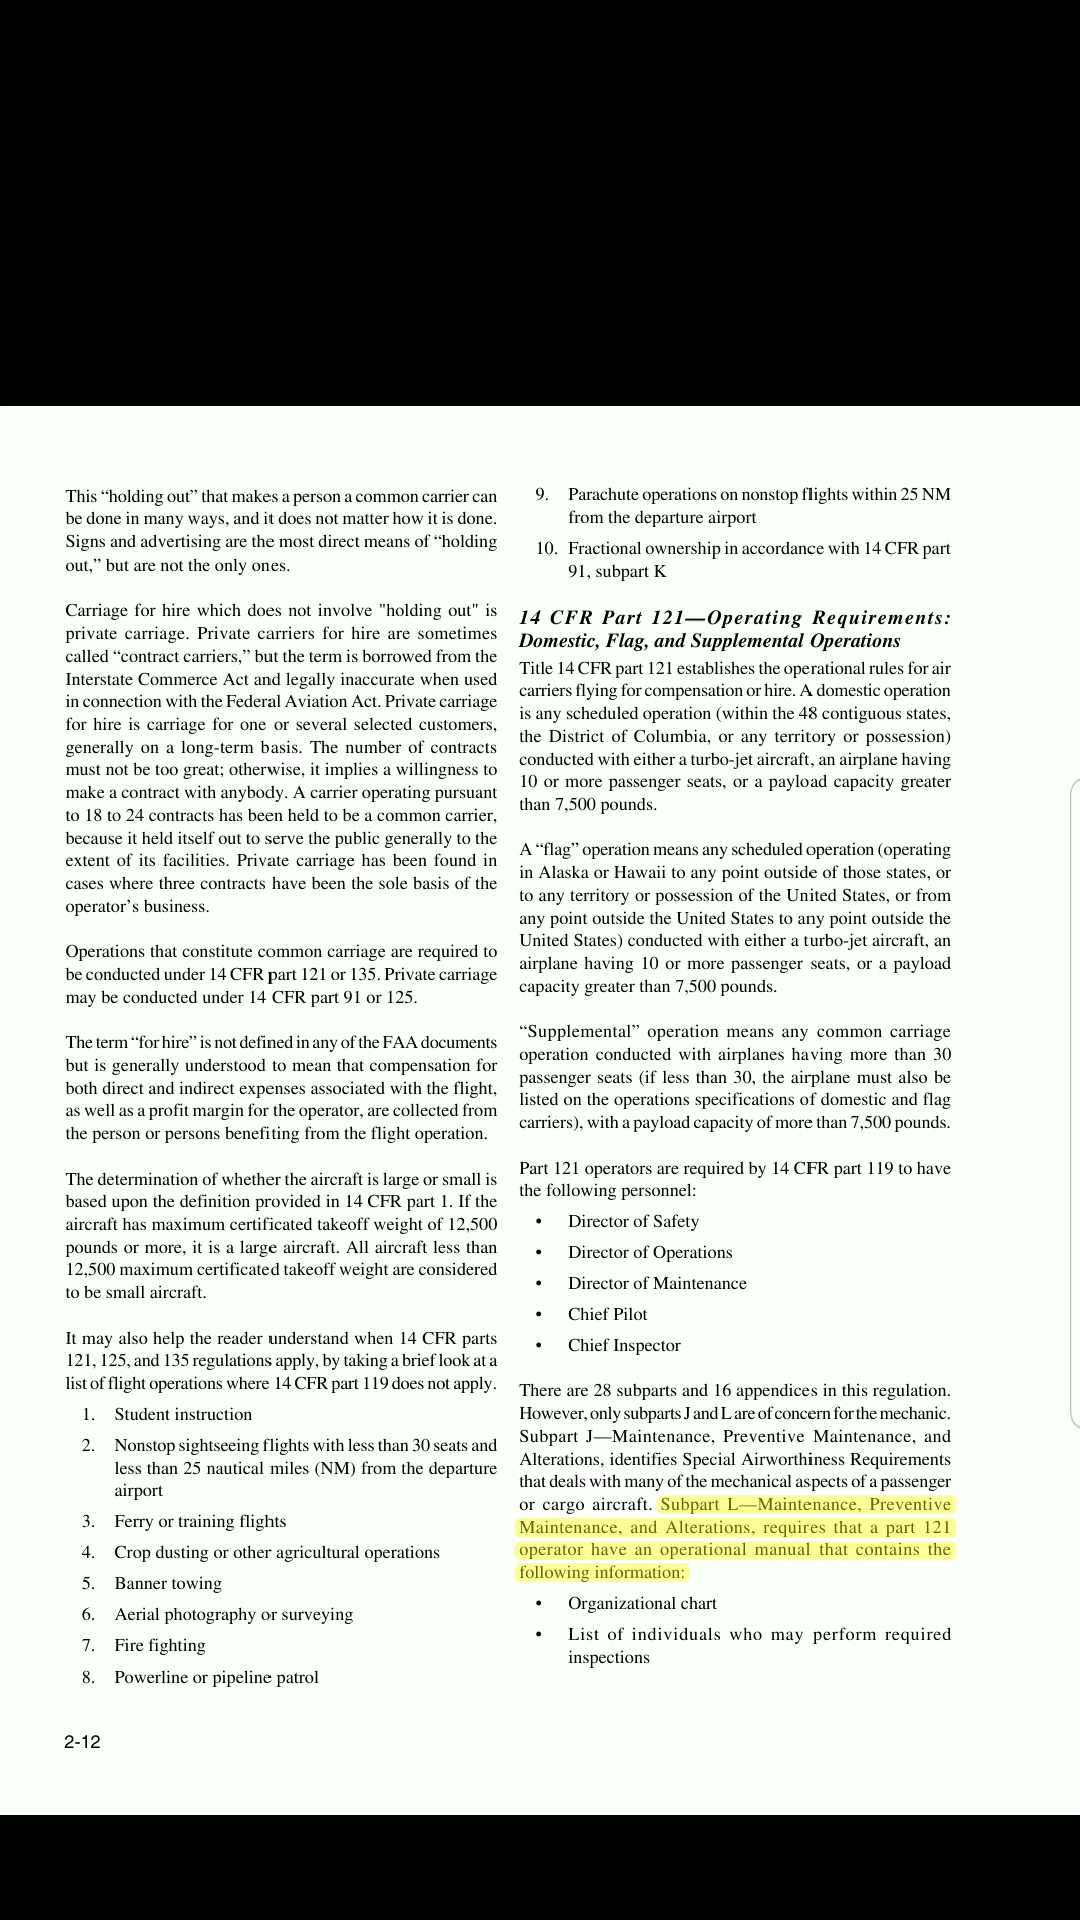 This “holding out” that makes a person a common carrier can
be done in many ways, and it does not matter how it is done.
Signs and advertising are the most direct means of “holding
out,” but are not the only ones.
Carriage for hire which does not involve "holding out" is
private carriage. Private carriers for hire are sometimes
called “contract carriers,” but the term is borrowed from the
Interstate Commerce Act and legally inaccurate when used
in connection with the Federal Aviation Act. Private carriage
for hire is carriage for one or several selected customers,
generally on a long-term basis. The number of contracts
must not be too great; otherwise, it implies a willingness to
make a contract with anybody. A carrier operating pursuant
to 18 to 24 contracts has been held to be a common carrier,
because it held itself out to serve the public generally to the
extent of its facilities. Private carriage has been found in
cases where three contracts have been the sole basis of the
operator’s business.
Operations that constitute common carriage are required to
be conducted under 14 CFR part 121 or 135. Private carriage
may be conducted under 14 CFR part 91 or 125.
The term “for hire” is not defined in any of the FAA documents
but is generally understood to mean that compensation for
both direct and indirect expenses associated with the flight,
as well as a profit margin for the operator, are collected from
the person or persons benefiting from the flight operation.
The determination of whether the aircraft is large or small is
based upon the definition provided in 14 CFR part 1. If the
aircraft has maximum certificated takeoff weight of 12,500
pounds or more, it is a large aircraft. All aircraft less than
12,500 maximum certificated takeoff weight are considered
to be small aircraft.
It may also help the reader understand when 14 CFR parts
121, 125, and 135 regulations apply, by taking a brief look at a
list of flight operations where 14 CFR part 119 does not apply.
1. Student instruction
2. Nonstop sightseeing flights with less than 30 seats and
less than 25 nautical miles (NM) from the departure
airport
3. Ferry or training flights
4. Crop dusting or other agricultural operations
5. Banner towing
6. Aerial photography or surveying
7. Fire fighting
8. Powerline or pipeline patrol
9. Parachute operations on nonstop flights within 25 NM
from the departure airport
10. Fractional ownership in accordance with 14 CFR part
91, subpart K
14 CFR Part 121—Operating Requirements:
Domestic, Flag, and Supplemental Operations
Title 14 CFR part 121 establishes the operational rules for air
carriers flying for compensation or hire. A domestic operation
is any scheduled operation (within the 48 contiguous states,
the District of Columbia, or any territory or possession)
conducted with either a turbo-jet aircraft, an airplane having
10 or more passenger seats, or a payload capacity greater
than 7,500 pounds.
A “flag” operation means any scheduled operation (operating
in Alaska or Hawaii to any point outside of those states, or
to any territory or possession of the United States, or from
any point outside the United States to any point outside the
United States) conducted with either a turbo-jet aircraft, an
airplane having 10 or more passenger seats, or a payload
capacity greater than 7,500 pounds.
“Supplemental” operation means any common carriage
operation conducted with airplanes having more than 30
passenger seats (if less than 30, the airplane must also be
listed on the operations specifications of domestic and flag
carriers), with a payload capacity of more than 7,500 pounds.
Part 121 operators are required by 14 CFR part 119 to have
the following personnel:
• Director of Safety
• Director of Operations
• Director of Maintenance
• Chief Pilot
• Chief Inspector
There are 28 subparts and 16 appendices in this regulation.
However, only subparts J and L are of concern for the mechanic.
Subpart J—Maintenance, Preventive Maintenance, and
Alterations, identifies Special Airworthiness Requirements
that deals with many of the mechanical aspects of a passenger
or cargo aircraft. Subpart L—Maintenance, Preventive
Maintenance, and Alterations, requires that a part 121
operator have an operational manual that contains the
following information:
• Organizational chart
• List of individuals who may perform required
inspections
2-12